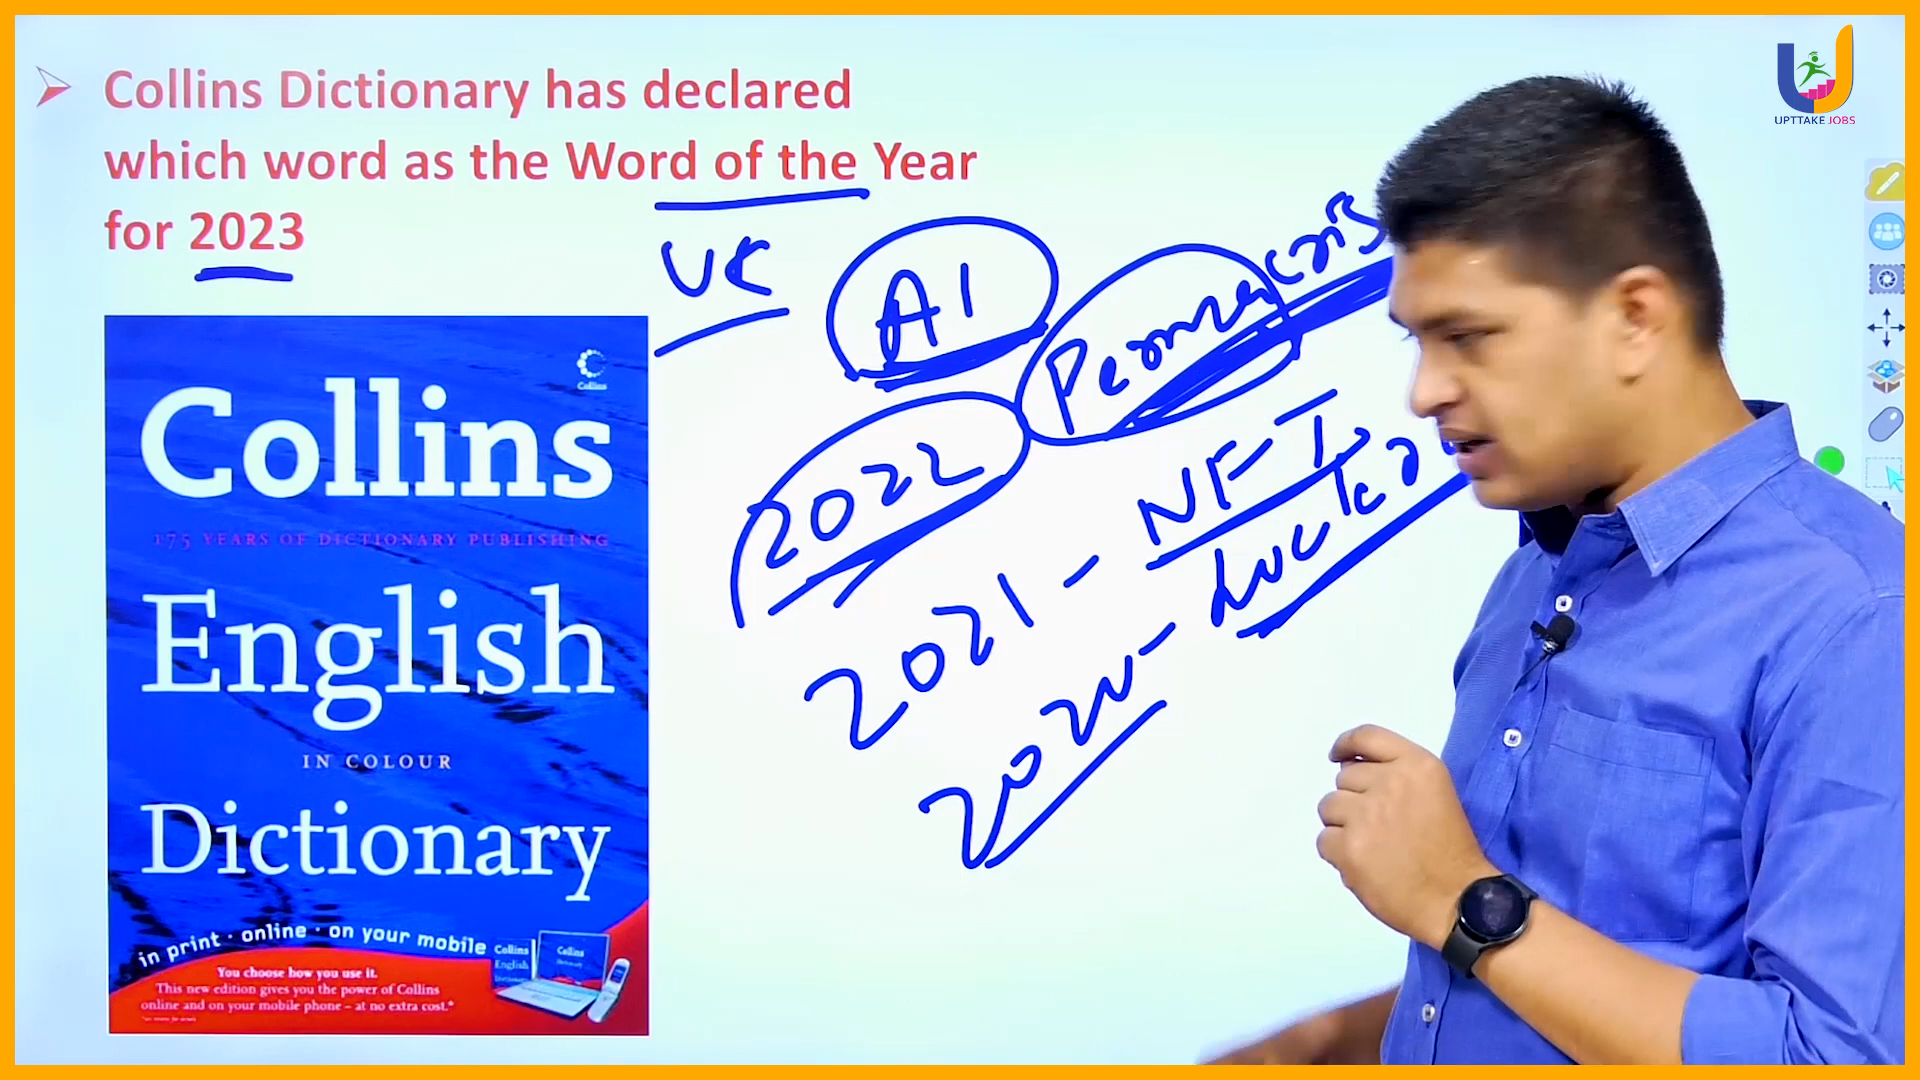 Collins Dictionary has declared
which word as the Word of the Year
for 2023
UPTTAKE JOBS
UK
AI
2022
2021 - NFT
2020 -
Collins
Collins
175 YEARS OF DICTIONARY PUBLISHING
English
IN COLOUR
Dictionary
in print · online · on your mobile
You choose how you use it.
This new edition gives you the power of Collins
online and on your mobile phone – at no extra cost.*
Collins
English
Collins